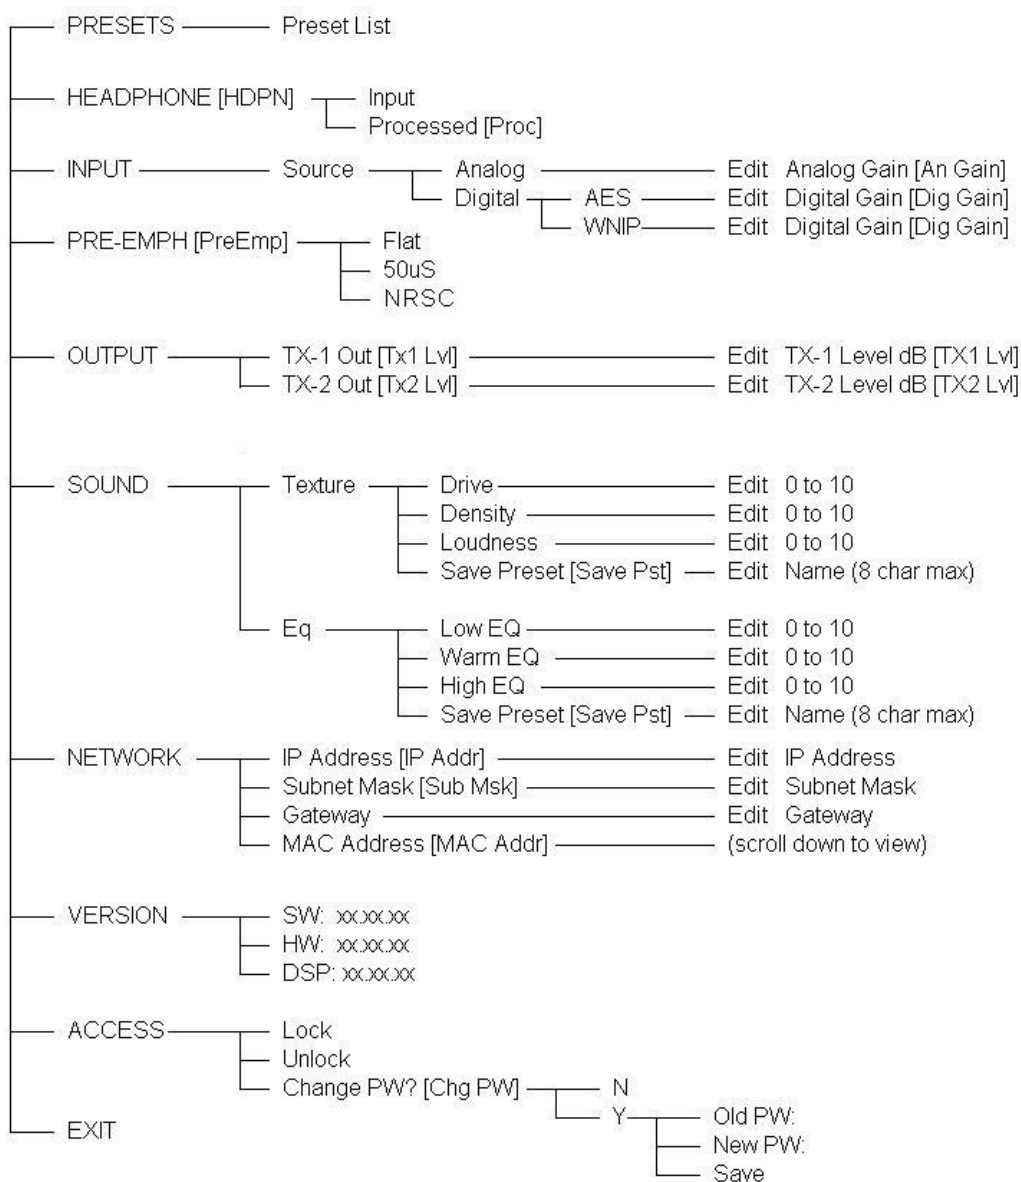 PRESETS Preset List
HEADPHONE [HDPN] Input
Processed [Proc]
INPUT Source Analog Edit Analog Gain [An Gain]
Digital AES Edit Digital Gain [Dig Gain]
WNIP Edit Digital Gain [Dig Gain]
PRE-EMPH [PreEmp] Flat
50uS
NRSC
OUTPUT TX-1 Out [Tx1 Lvl] Edit TX-1 Level dB [TX1 Lvl]
TX-2 Out [Tx2 Lvl] Edit TX-2 Level dB [TX2 Lvl]
SOUND Texture Drive Edit 0 to 10
Density Edit 0 to 10
Loudness Edit 0 to 10
Save Preset [Save Pst] Edit Name (8 char max)
Eq Low EQ Edit 0 to 10
Warm EQ Edit 0 to 10
High EQ Edit 0 to 10
Save Preset [Save Pst] Edit Name (8 char max)
NETWORK IP Address [IP Addr] Edit IP Address
Subnet Mask [Sub Msk] Edit Subnet Mask
Gateway Edit Gateway
MAC Address [MAC Addr] (scroll down to view)
VERSION SW: xx.xx.xx
HW: xx.xx.xx
DSP: xx.xx.xx
ACCESS Lock
Unlock
Change PW? [Chg PW] N
Y Old PW:
EXIT New PW:
Save